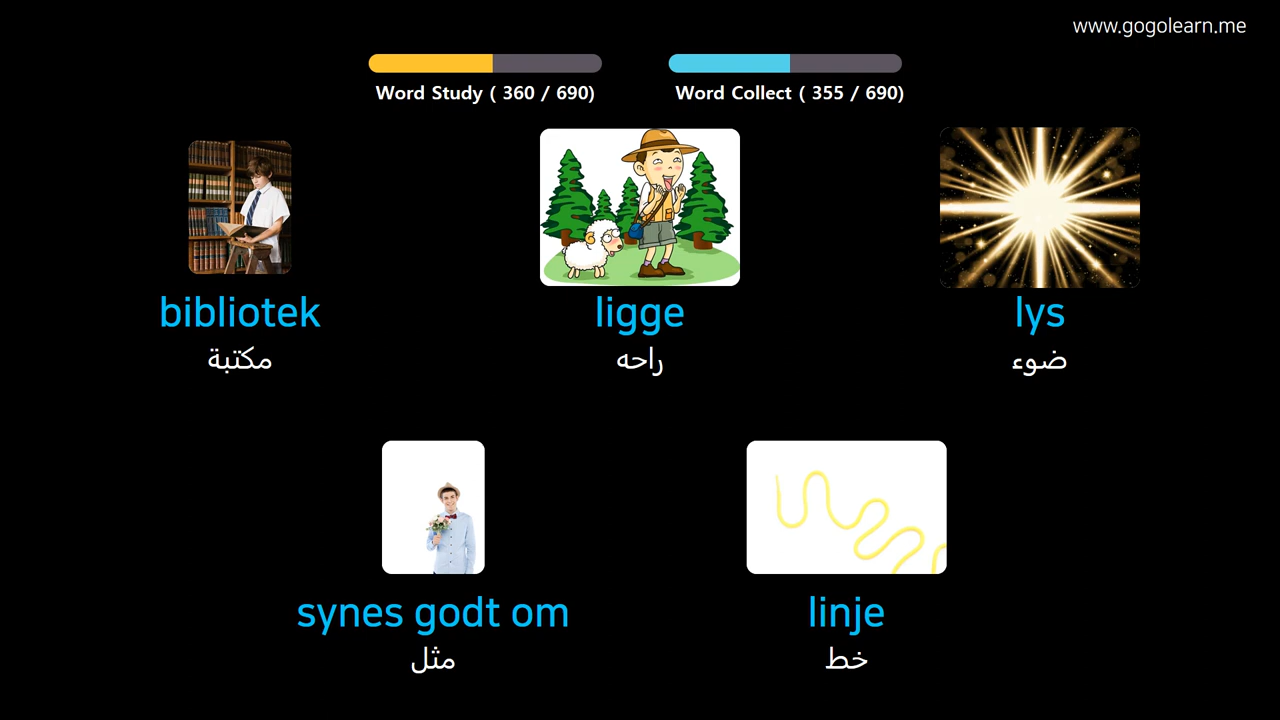 www.gogolearn.me
Word Study ( 360 / 690)
Word Collect ( 355 / 690)
bibliotek
مكتبة
ligge
راحه
lys
ضوء
synes godt om
مثل
linje
خط